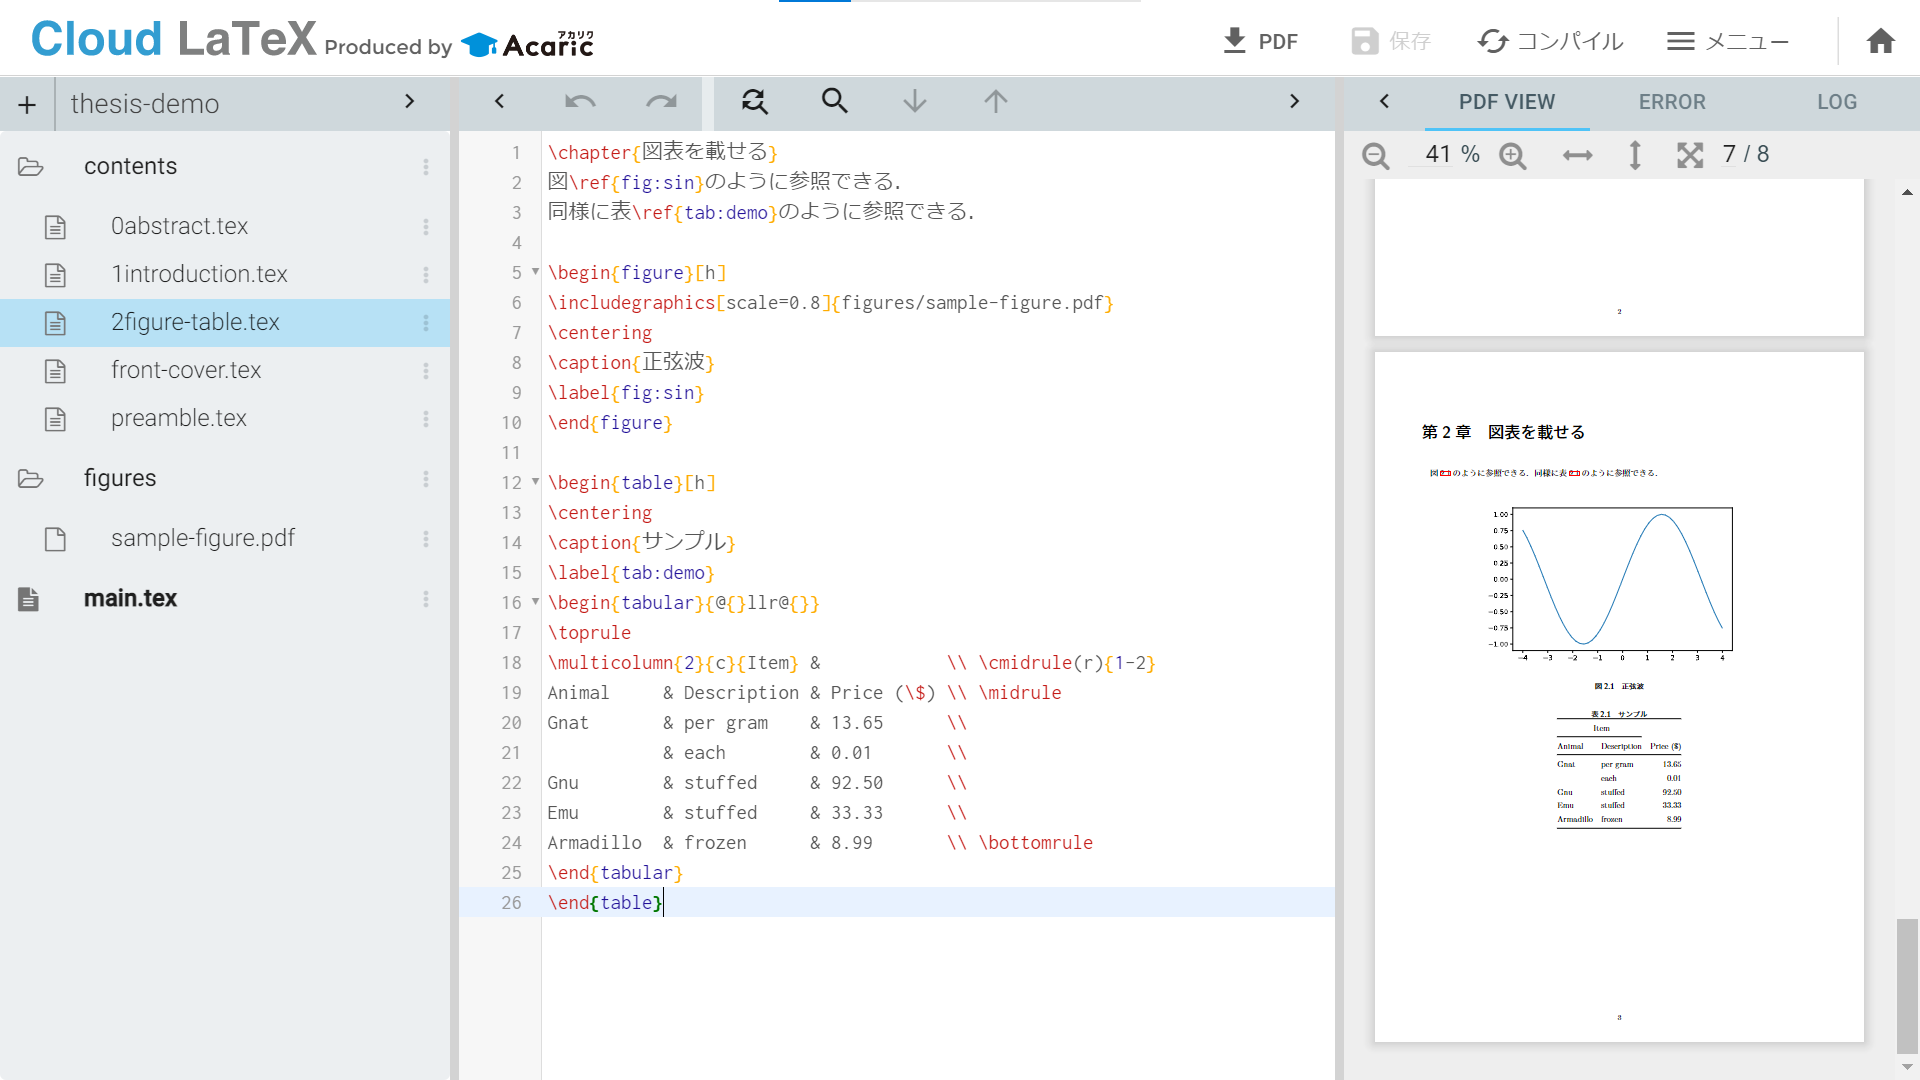 Cloud LaTeX Produced by Acaric アカリク
PDF
保存
コンパイル
メニュー
+ thesis-demo
contents
0abstract.tex
1introduction.tex
2figure-table.tex
front-cover.tex
preamble.tex
figures
sample-figure.pdf
main.tex
1 \chapter{図表を載せる}
2 図\ref{fig:sin}のように参照できる.
3 同様に表\ref{tab:demo}のように参照できる.
4
5 \begin{figure}[h]
6 \includegraphics[scale=0.8]{figures/sample-figure.pdf}
7 \centering
8 \caption{正弦波}
9 \label{fig:sin}
10 \end{figure}
11
12 \begin{table}[h]
13 \centering
14 \caption{サンプル}
15 \label{tab:demo}
16 \begin{tabular}{@{}llr@{}}
17 \toprule
18 \multicolumn{2}{c}{Item} & \\ \cmidrule(r){1-2}
19 Animal & Description & Price (\$) \\ \midrule
20 Gnat & per gram & 13.65 \\
21 & each & 0.01 \\
22 Gnu & stuffed & 92.50 \\
23 Emu & stuffed & 33.33 \\
24 Armadillo & frozen & 8.99 \\ \bottomrule
25 \end{tabular}
26 \end{table}
PDF VIEW ERROR LOG
41 % 7 / 8
2
第 2 章 図表を載せる
図 2.1 のように参照できる. 同様に表 2.1 のように参照できる.
1.00
0.75
0.50
0.25
0.00
−0.25
−0.50
−0.75
−1.00
−4 −3 −2 −1 0 1 2 3 4
図 2.1 正弦波
表 2.1 サンプル
Item
Animal Description Price ($)
Gnat per gram 13.65
each 0.01
Gnu stuffed 92.50
Emu stuffed 33.33
Armadillo frozen 8.99
3